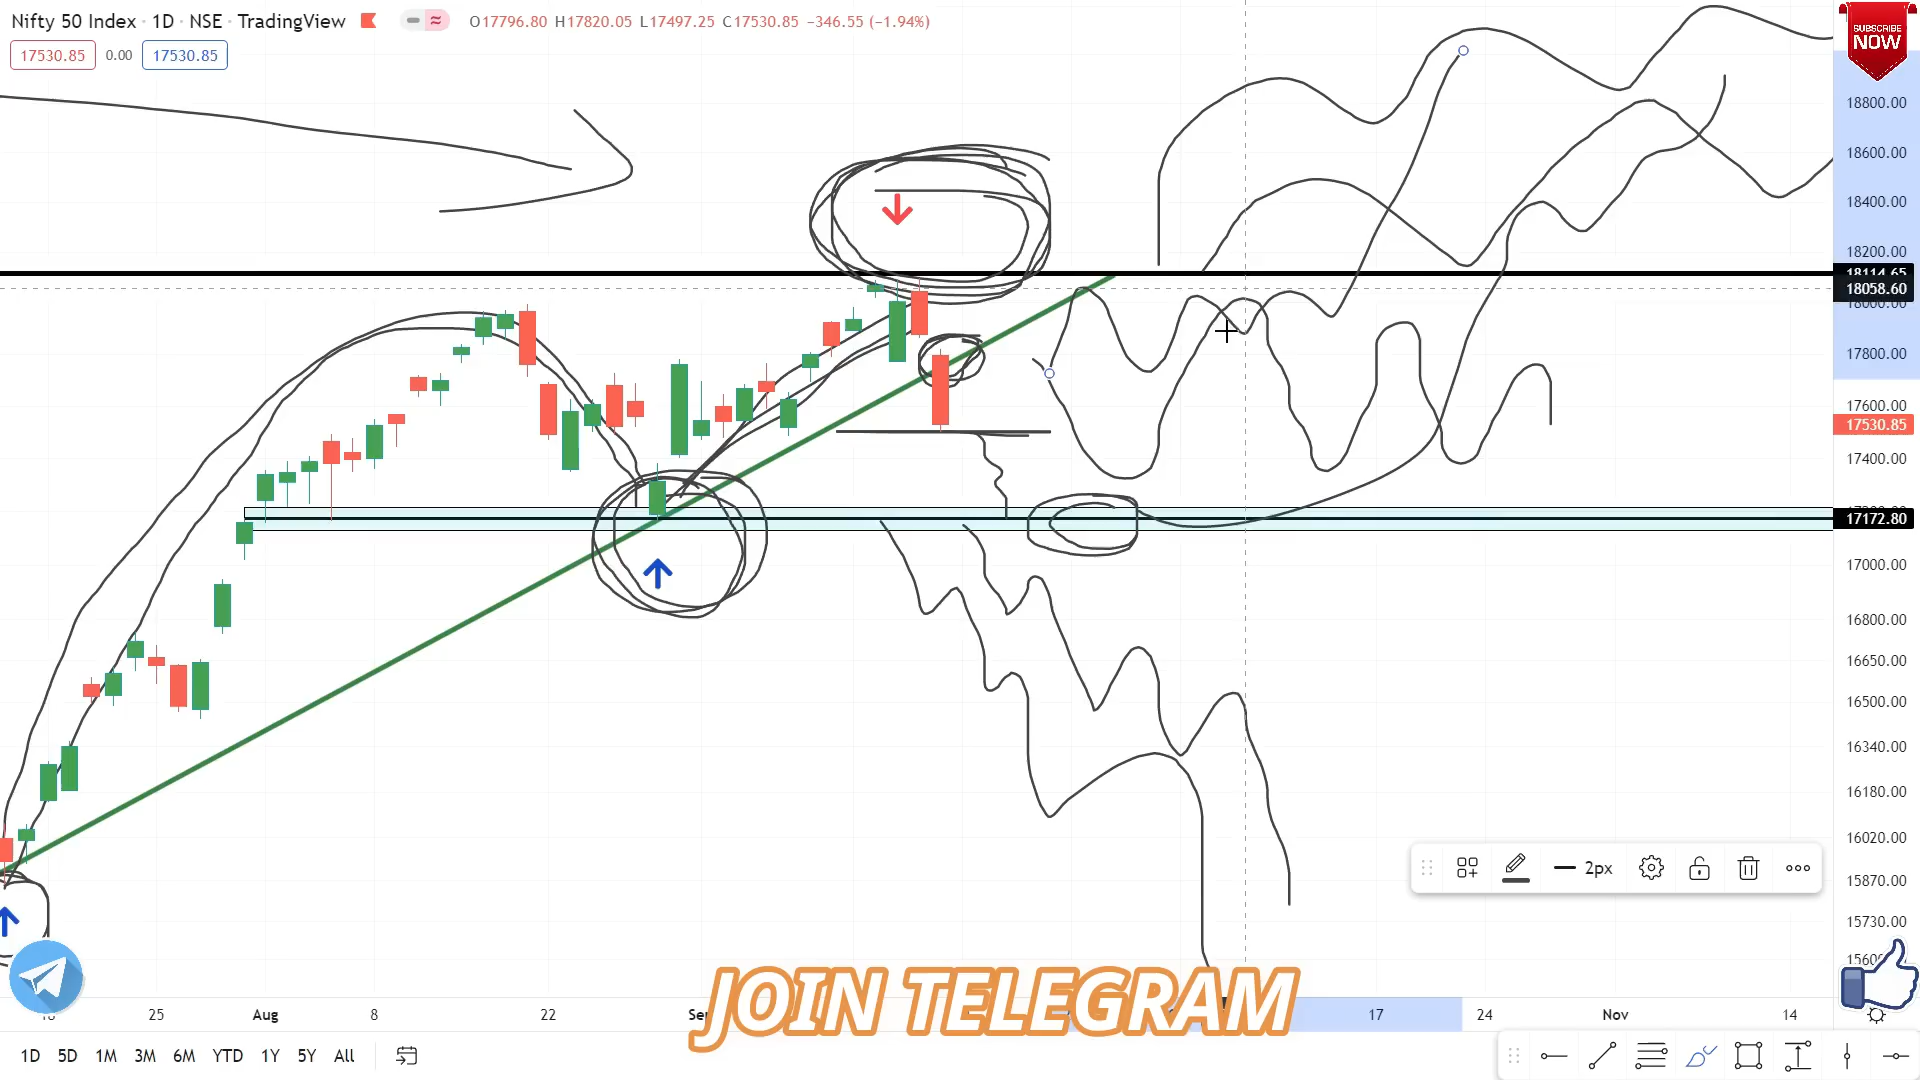 Nifty 50 Index · 1D · NSE · TradingView
O17796.80 H17820.05 L17497.25 C17530.85 −346.55 (−1.94%)
SUBSCRIBE
NOW
17530.85 0.00 17530.85
18800.00
18600.00
18400.00
18200.00
18114.65
18058.60
18000.00
17800.00
17600.00
17530.85
17400.00
17172.80
17000.00
16800.00
16650.00
16500.00
16340.00
16180.00
16020.00
2px
15870.00
15730.00
JOIN TELEGRAM
25 Aug 8 22 17 24 Nov 14
1D 5D 1M 3M 6M YTD 1Y 5Y All